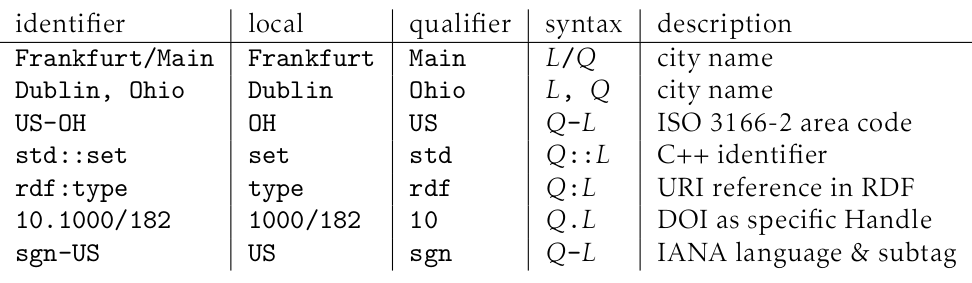 identifier local qualifier syntax description
Frankfurt/Main Frankfurt Main L/Q city name
Dublin, Ohio Dublin Ohio L, Q city name
US-OH OH US Q-L ISO 3166-2 area code
std::set set std Q::L C++ identifier
rdf:type type rdf Q:L URI reference in RDF
10.1000/182 1000/182 10 Q.L DOI as specific Handle
sgn-US US sgn Q-L IANA language & subtag